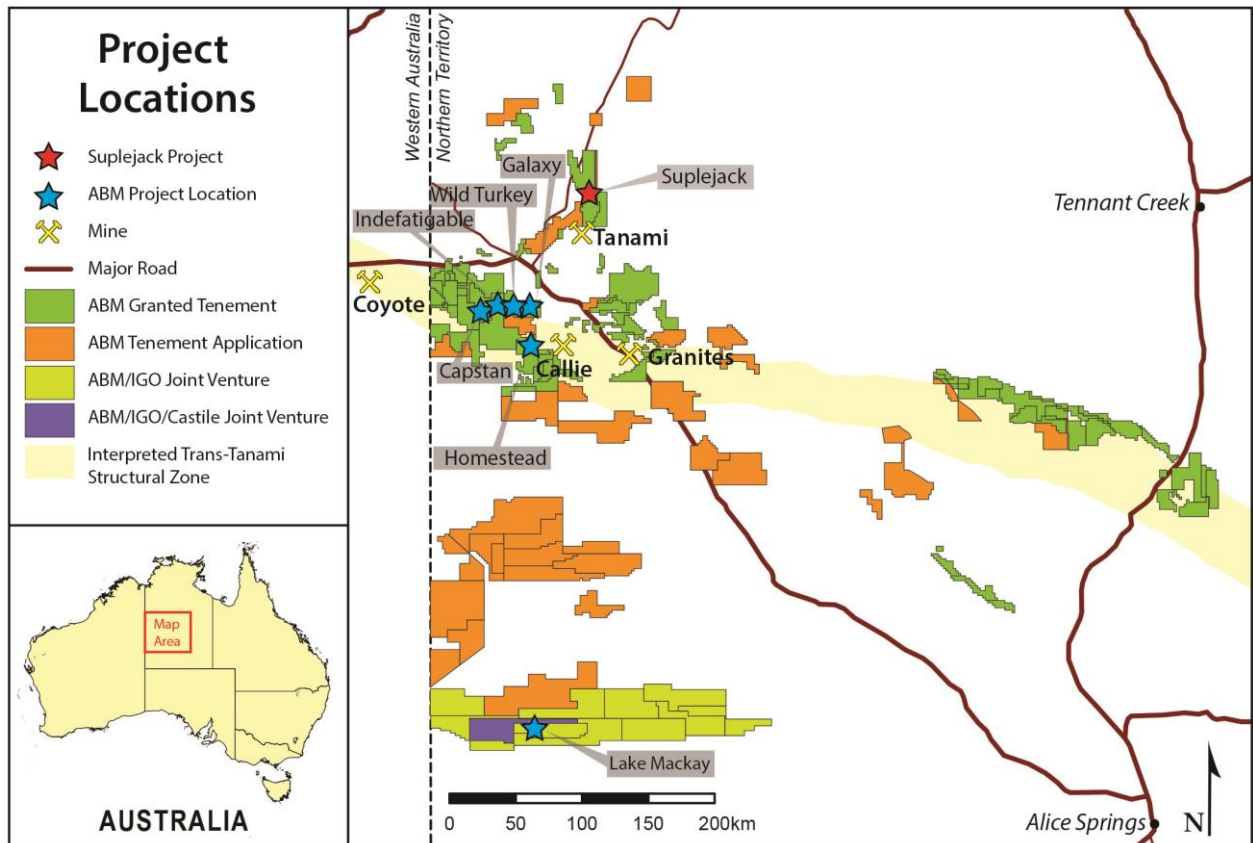 Project
Locations
Suplejack Project
ABM Project Location
Mine
Major Road
ABM Granted Tenement
ABM Tenement Application
ABM/IGO Joint Venture
ABM/IGO/Castile Joint Venture
Interpreted Trans-Tanami
Structural Zone
Map
Area
AUSTRALIA
Western Australia
Northern Territory
Galaxy
Suplejack
Wild Turkey
Indefatigable
Tanami
Tennant Creek
Coyote
Capstan
Callie
Granites
Homestead
Lake Mackay
0 50 100 200km
Alice Springs
N